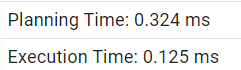 Planning Time: 0.324 ms
Execution Time: 0.125 ms